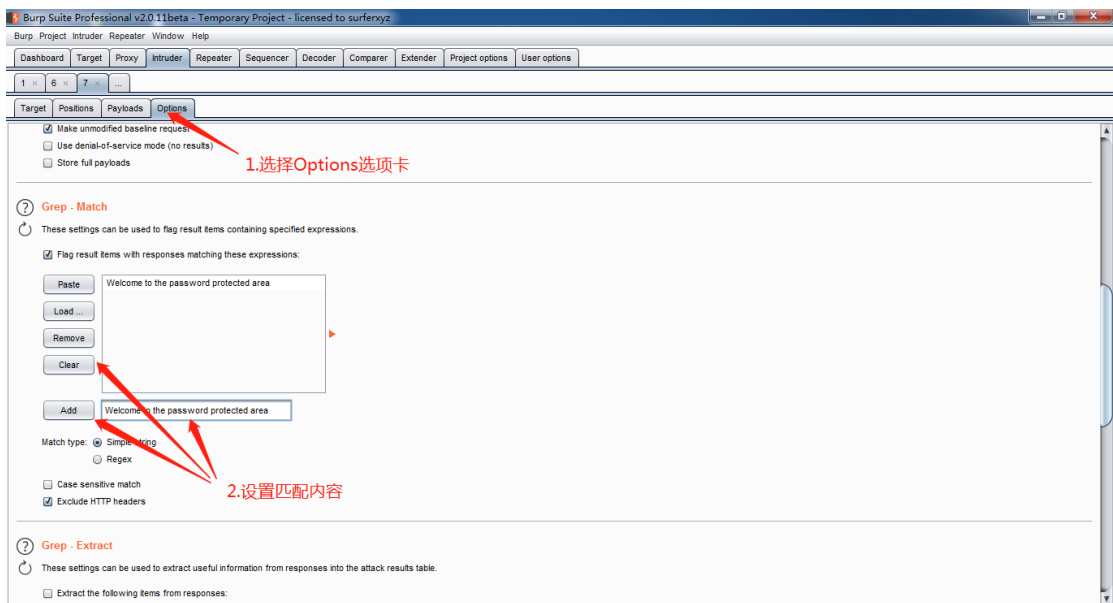 Burp Suite Professional v2.0.11beta - Temporary Project - licensed to surferxyz
Burp Project Intruder Repeater Window Help
Dashboard Target Proxy Intruder Repeater Sequencer Decoder Comparer Extender Project options User options
1 × 6 × 7 × ...
Target Positions Payloads Options
Make unmodified baseline request
Use denial-of-service mode (no results)
Store full payloads
1.选择Options选项卡
? Grep - Match
These settings can be used to flag result items containing specified expressions.
Flag result items with responses matching these expressions:
Paste
Welcome to the password protected area
Load ...
Remove
Clear
Add
Welcome to the password protected area
Match type: Simple string
Regex
Case sensitive match
2.设置匹配内容
Exclude HTTP headers
? Grep - Extract
These settings can be used to extract useful information from responses into the attack results table.
Extract the following items from responses: